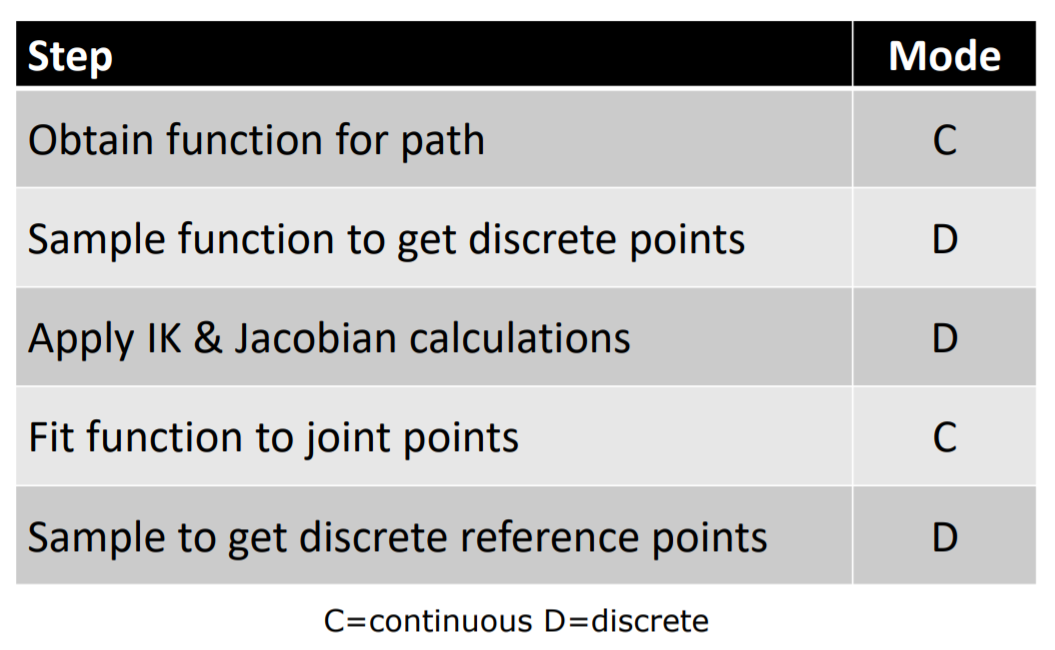 Step Mode
Obtain function for path C
Sample function to get discrete points D
Apply IK & Jacobian calculations D
Fit function to joint points C
Sample to get discrete reference points D
C=continuous D=discrete